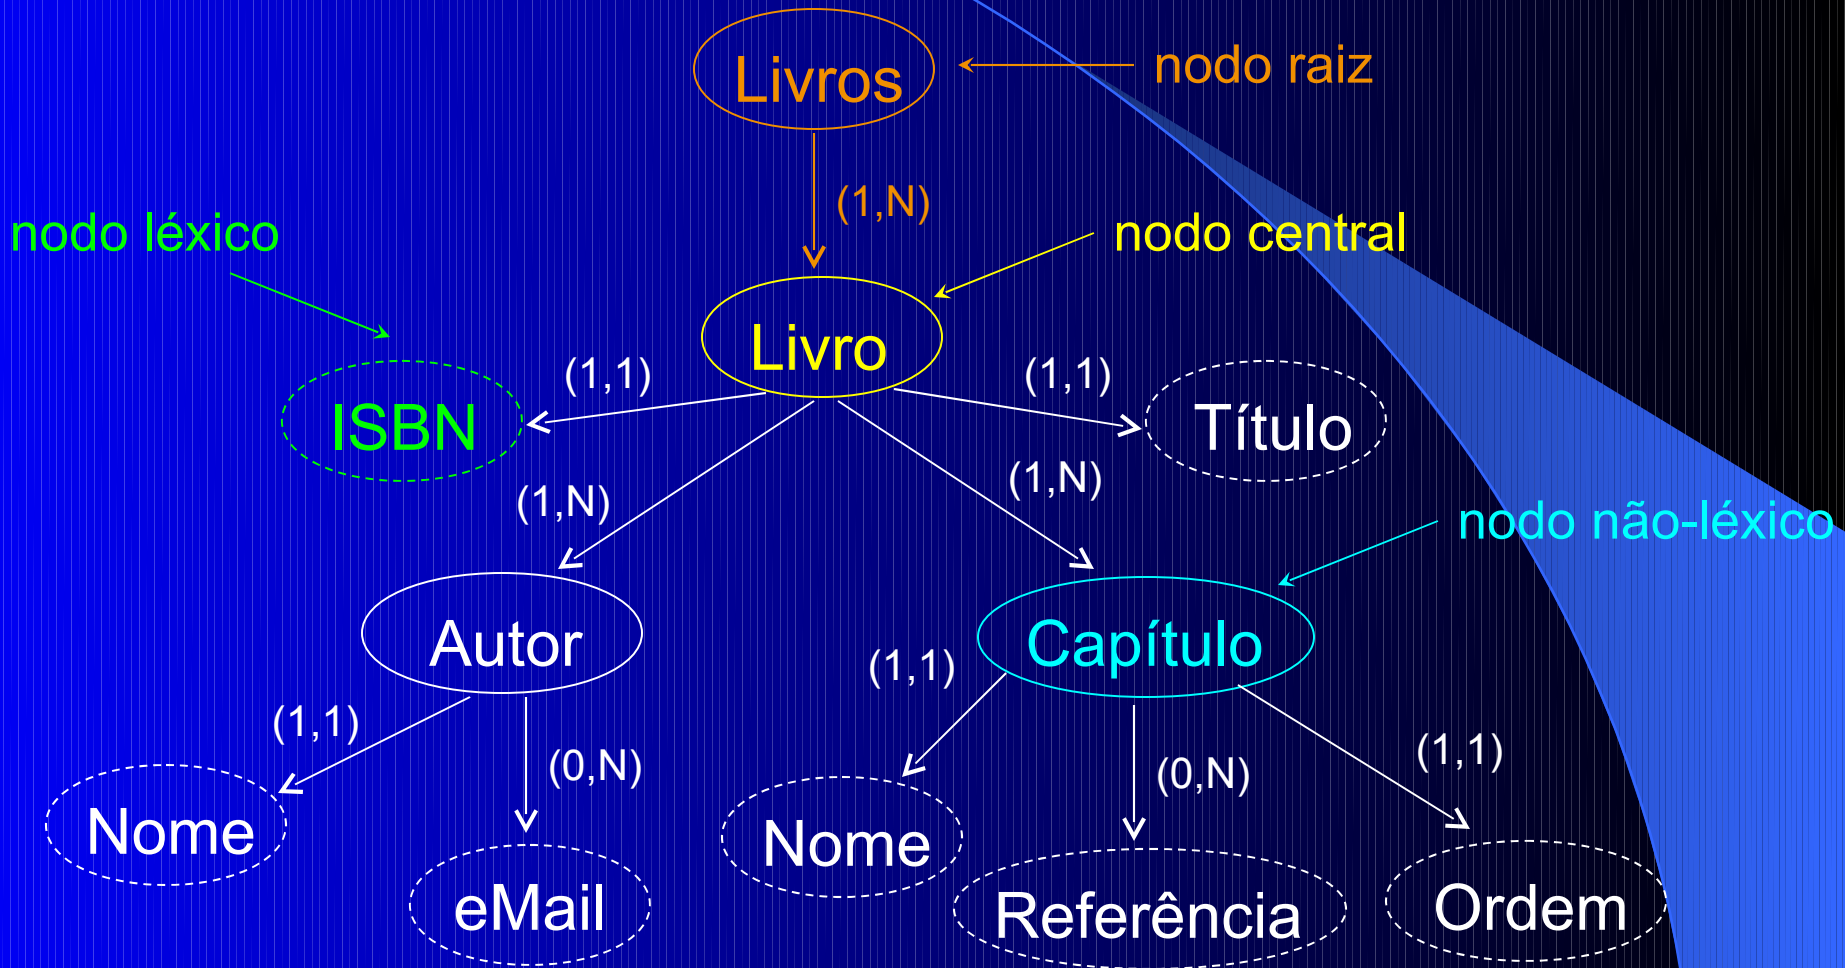 Livros
nodo raiz
(1,N)
nodo léxico
nodo central
Livro
(1,1)
(1,1)
ISBN
Título
(1,N)
(1,N)
nodo não-léxico
Autor
Capítulo
(1,1)
(1,1)
(0,N)
(0,N)
(1,1)
Nome
Nome
eMail
Referência
Ordem